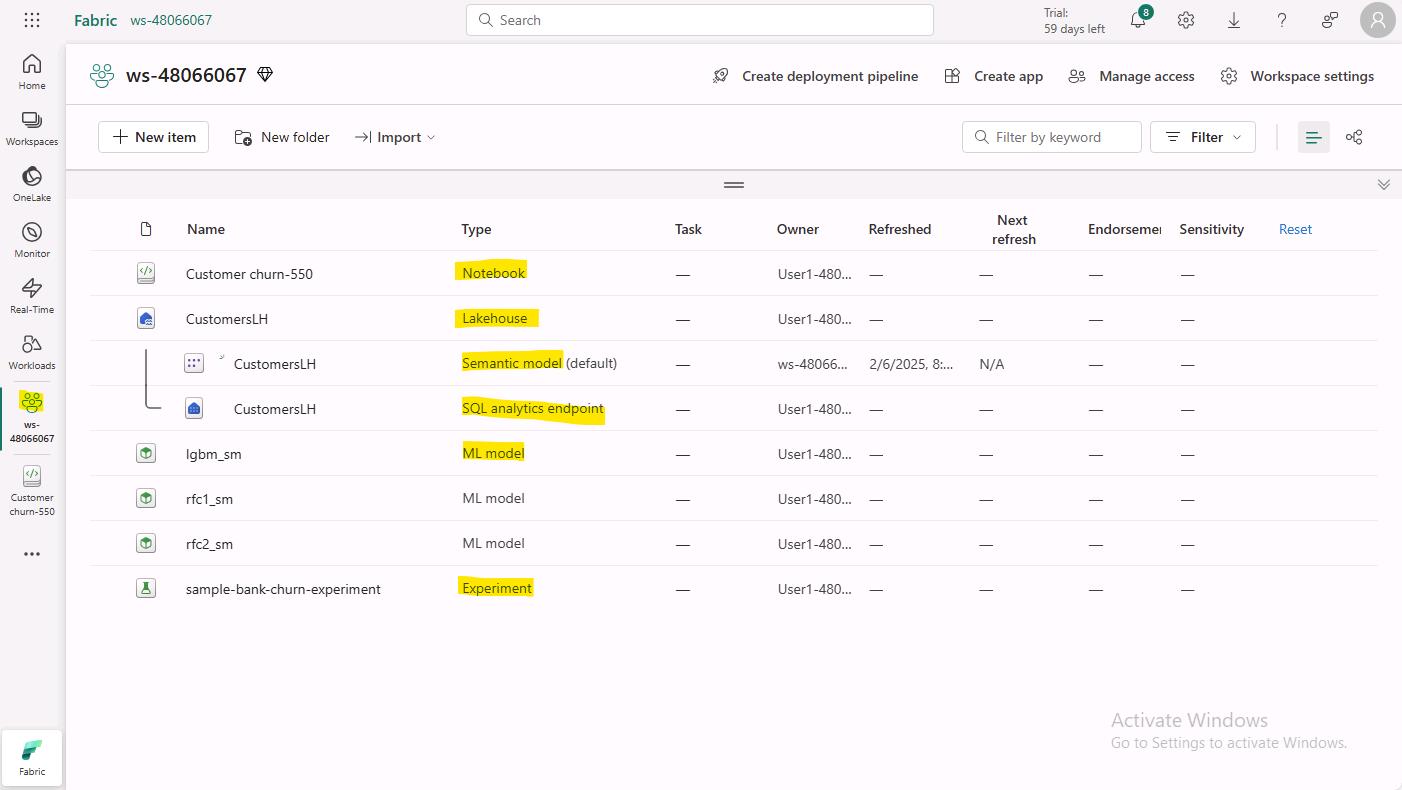 Fabric ws-48066067
Search
Trial:
59 days left
8
Home
Workspaces
OneLake
Monitor
Real-Time
Workloads
ws-
48066067
Customer
churn-550
Fabric
ws-48066067
Create deployment pipeline
Create app
Manage access
Workspace settings
New item
New folder
Import
Filter by keyword
Filter
Name Type Task Owner Refreshed Next refresh Endorsemen Sensitivity Reset
Customer churn-550 Notebook — User1-480... — — — —
CustomersLH Lakehouse — User1-480... — — — —
CustomersLH Semantic model (default) — ws-48066... 2/6/2025, 8:... N/A — —
CustomersLH SQL analytics endpoint — User1-480... — — — —
lgbm_sm ML model — User1-480... — — — —
rfc1_sm ML model — User1-480... — — — —
rfc2_sm ML model — User1-480... — — — —
sample-bank-churn-experiment Experiment — User1-480... — — — —
Activate Windows
Go to Settings to activate Windows.